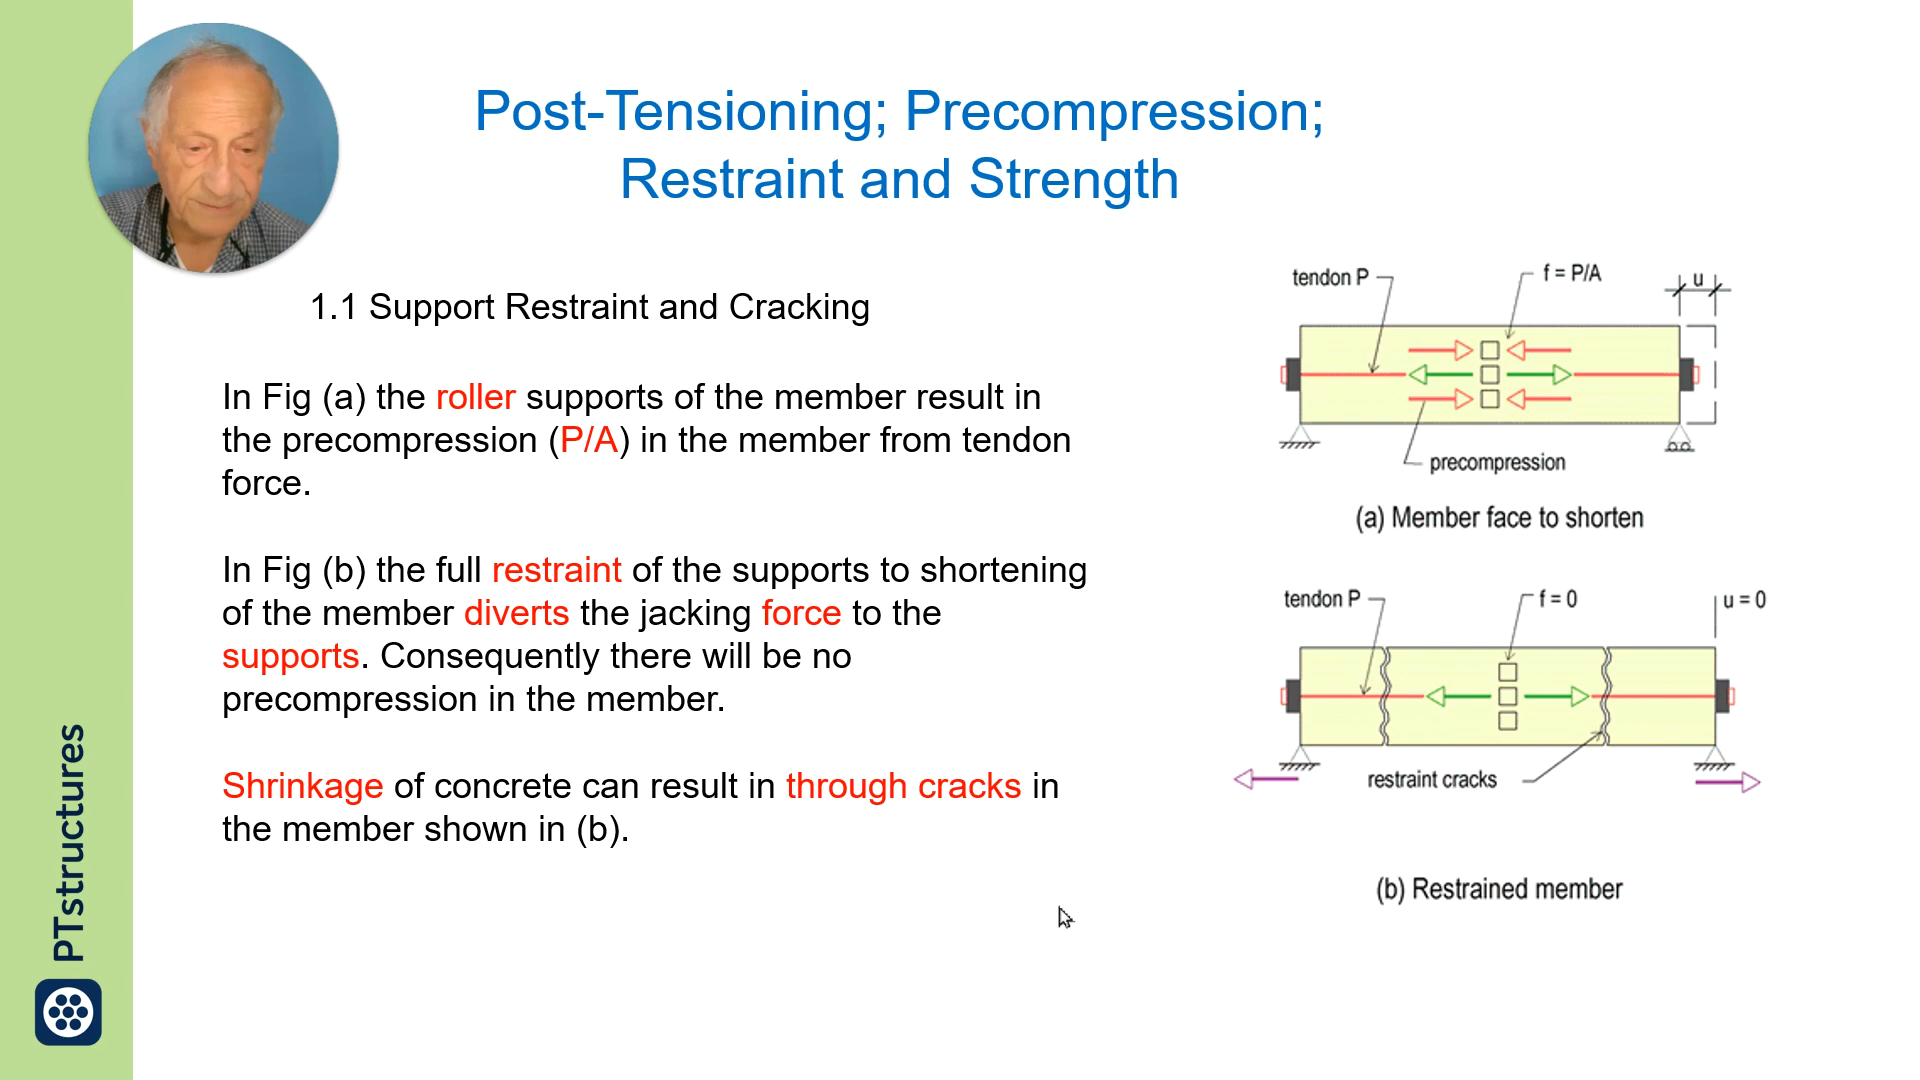 Post-Tensioning; Precompression;
Restraint and Strength
1.1 Support Restraint and Cracking
In Fig (a) the roller supports of the member result in
the precompression (P/A) in the member from tendon
force.
In Fig (b) the full restraint of the supports to shortening
of the member diverts the jacking force to the
supports. Consequently there will be no
precompression in the member.
Shrinkage of concrete can result in through cracks in
the member shown in (b).
tendon P
f = P/A
u
precompression
(a) Member face to shorten
tendon P
f = 0
u = 0
restraint cracks
(b) Restrained member
PTstructures